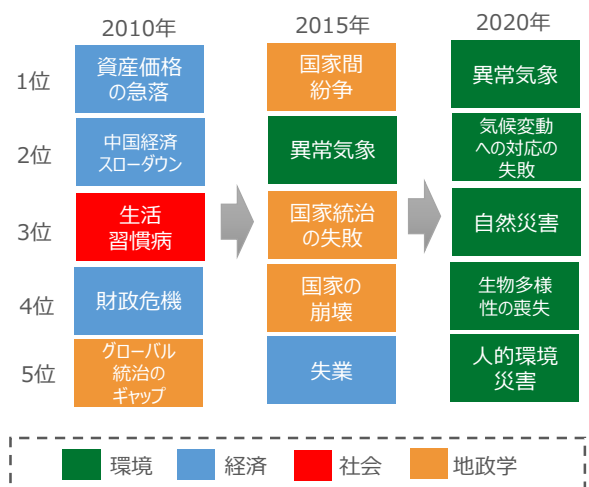 2010年
2015年
2020年
1位
資産価格
の急落
国家間
紛争
異常気象
2位
中国経済
スローダウン
異常気象
気候変動
への対応の
失敗
3位
生活
習慣病
国家統治
の失敗
自然災害
4位
財政危機
国家の
崩壊
生物多様
性の喪失
5位
グローバル
統治の
ギャップ
失業
人的環境
災害
環境
経済
社会
地政学